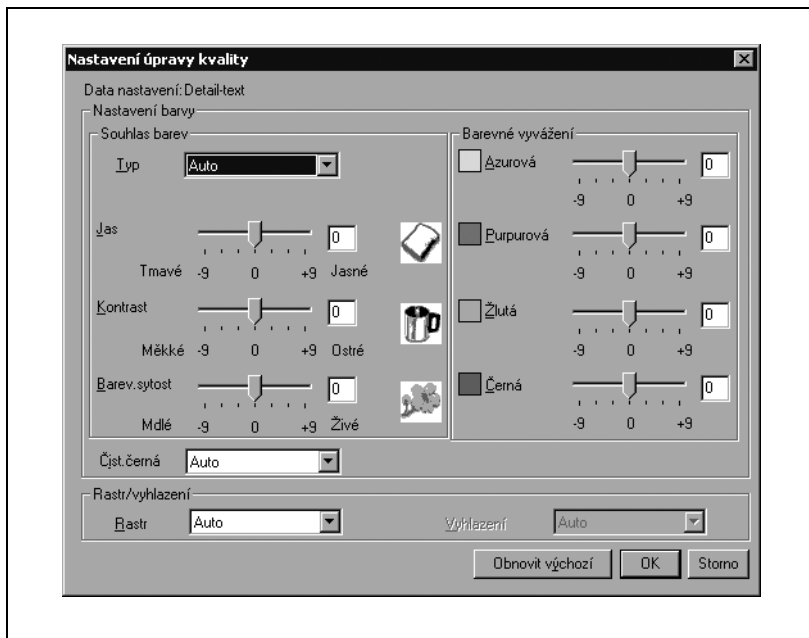 Nastavení úpravy kvality
Data nastavení: Detail-text
Nastavení barvy
Souhlas barev
Typ Auto
Jas 0
Tmavé -9 0 +9 Jasné
Kontrast 0
Měkké -9 0 +9 Ostré
Barev.sytost 0
Mdlé -9 0 +9 Živé
Barevné vyvážení
Azurová 0
-9 0 +9
Purpurová 0
-9 0 +9
Žlutá 0
-9 0 +9
Černá 0
-9 0 +9
Čist.černá Auto
Rastr/vyhlazení
Rastr Auto
Vyhlazení Auto
Obnovit výchozí OK Storno